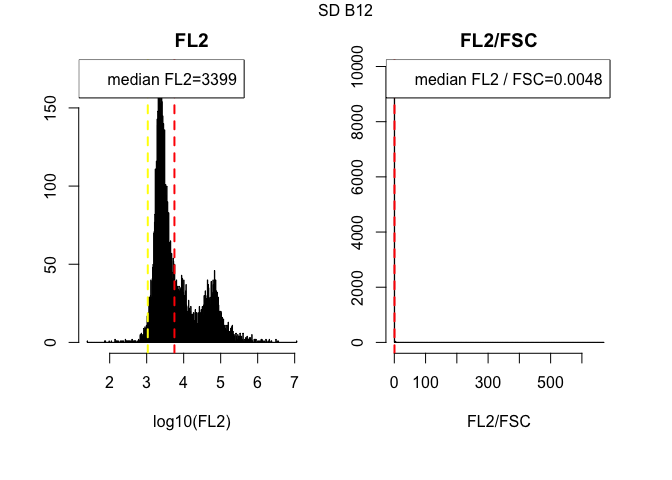 SD B12
FL2
median FL2=3399
0 50 100 150
2 3 4 5 6 7
log10(FL2)
FL2/FSC
median FL2 / FSC=0.0048
0 2000 4000 6000 8000 10000
0 100 300 500
FL2/FSC